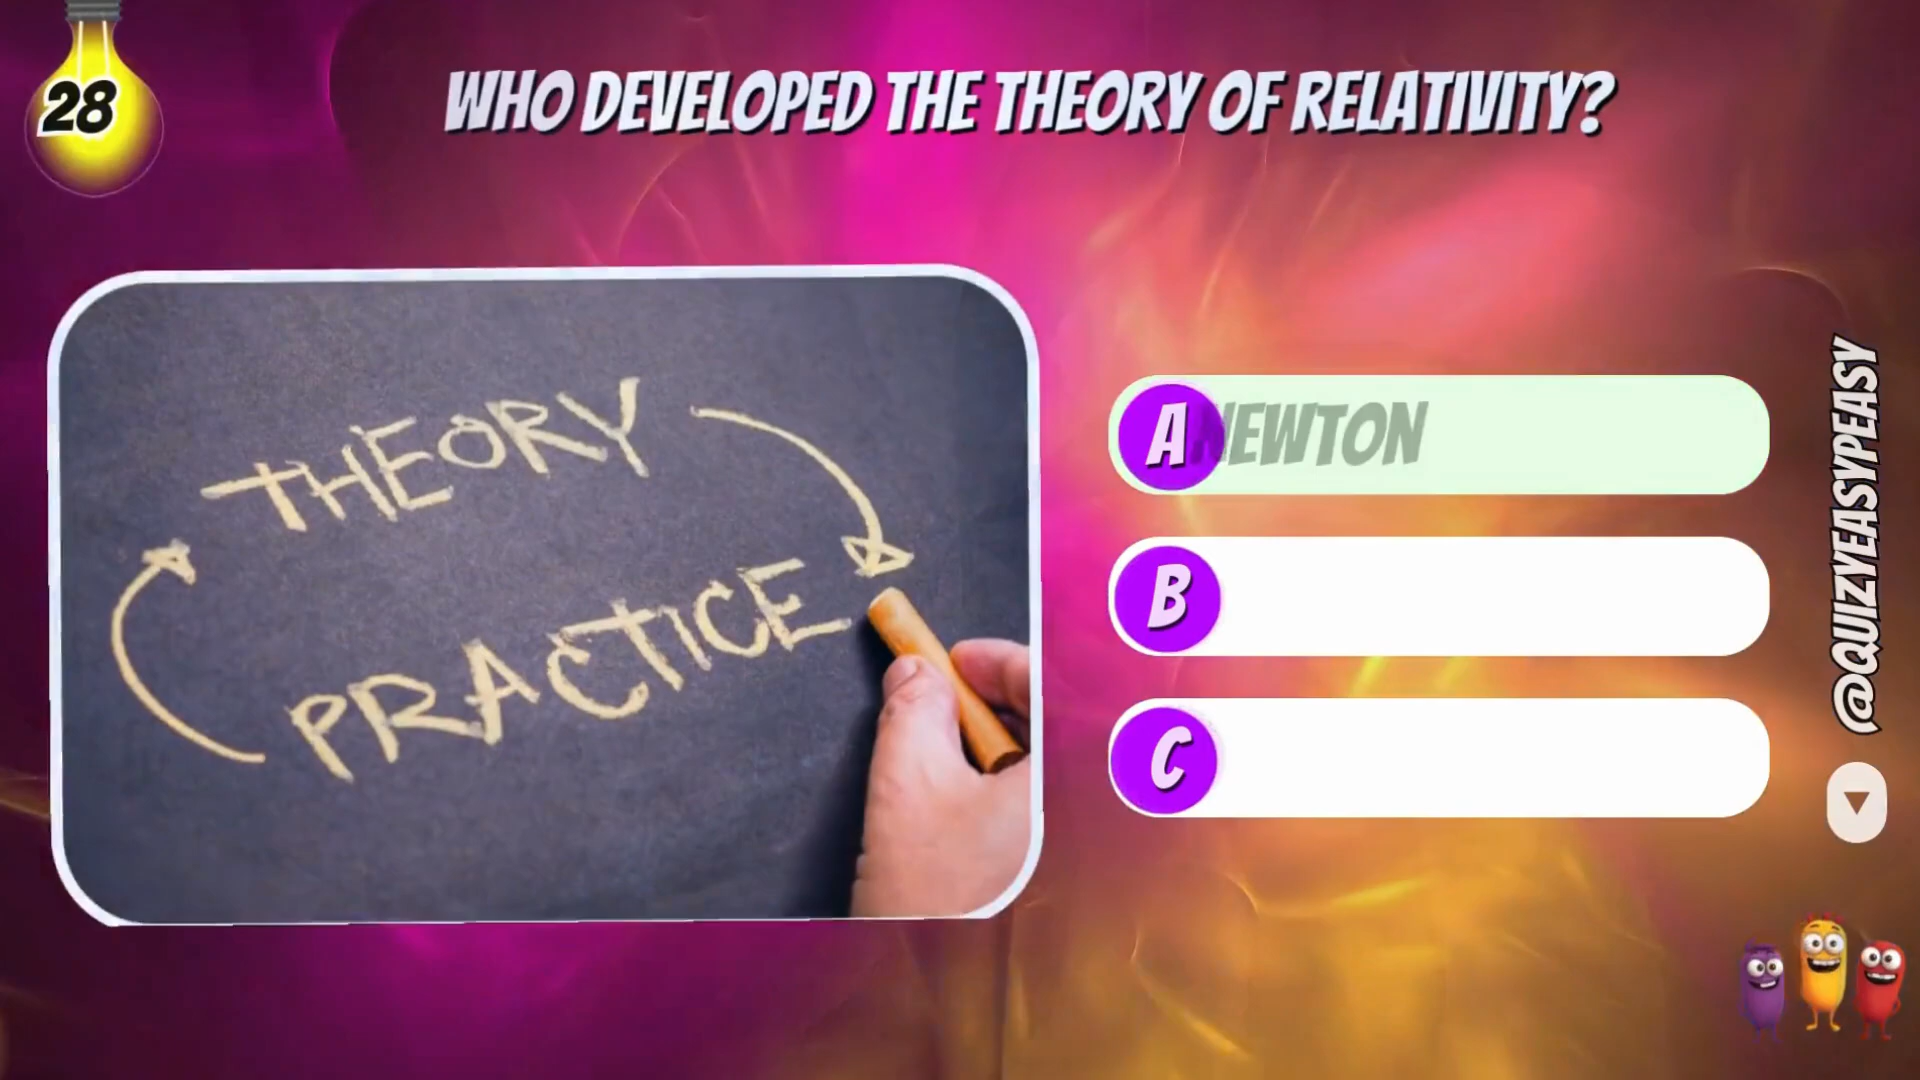 28
WHO DEVELOPED THE THEORY OF RELATIVITY?
THEORY
PRACTICE
A NEWTON
B
C
@QUIZYEASYPEASY